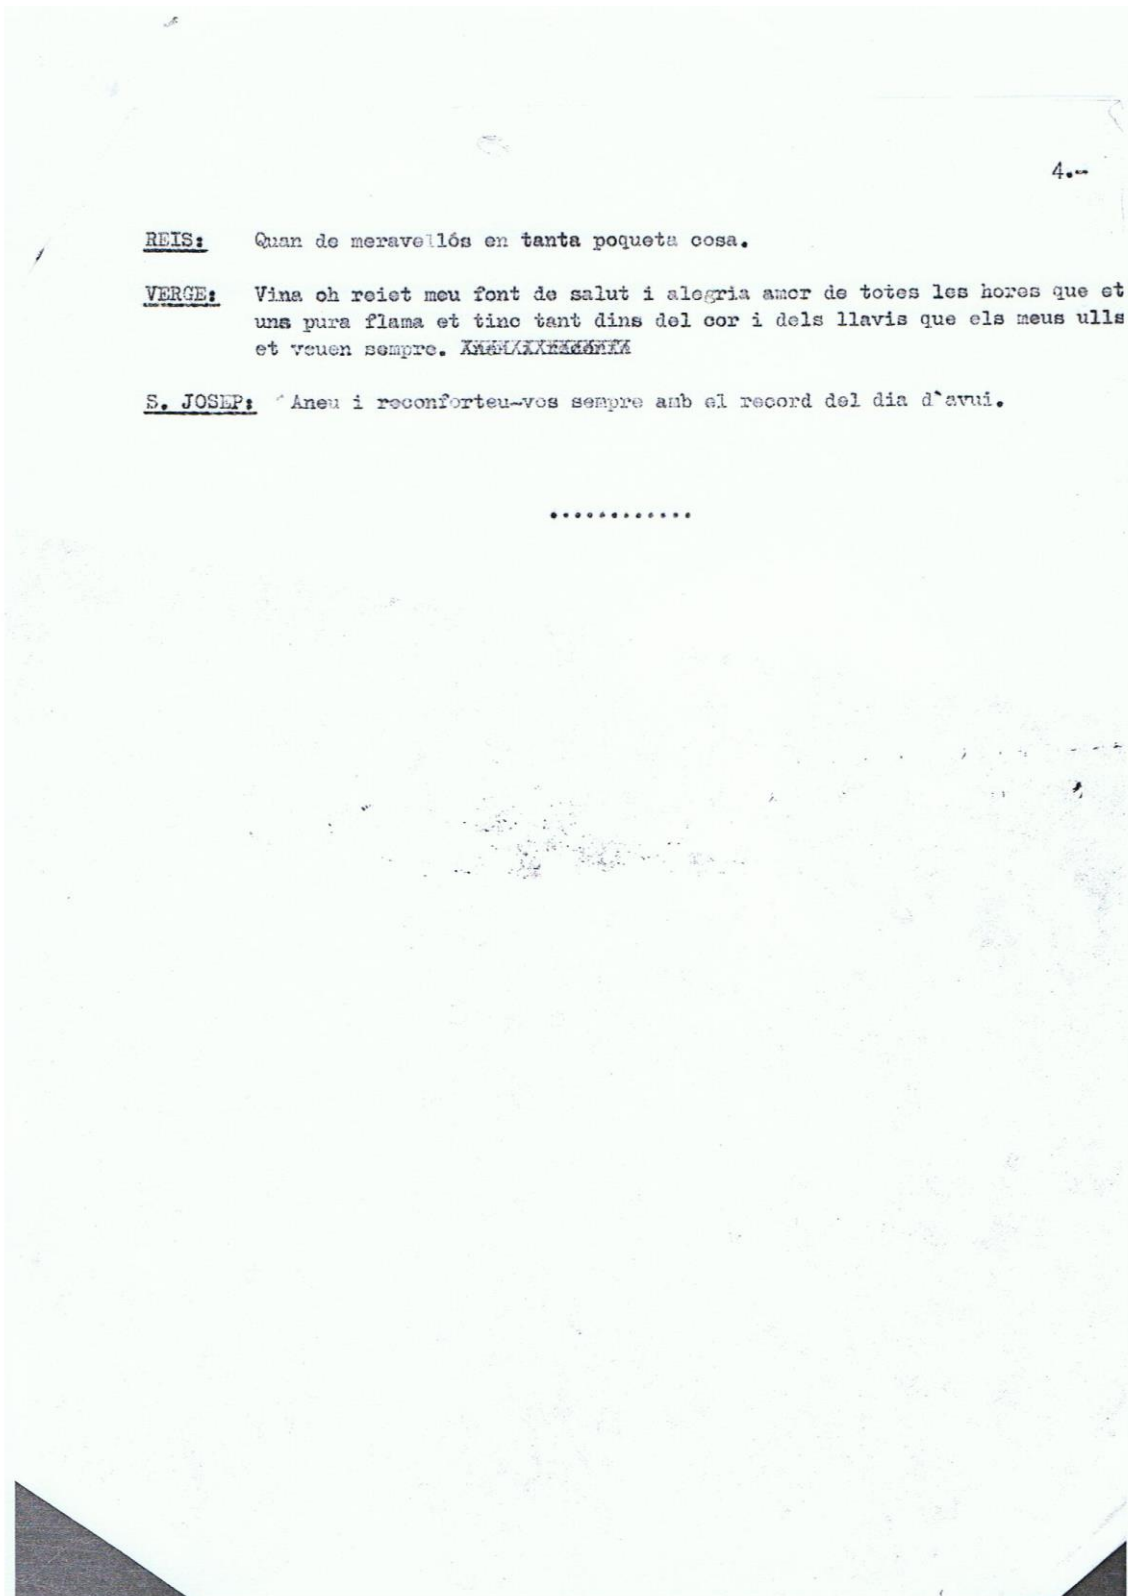 4.--
REIS: Quan de meravellós en tanta poqueta cosa.
VERGE: Vina oh reiet meu font de salut i alegria amor de totes les hores que et
una pura flama et tinc tant dins del cor i dels llavis que els meus ulls
et veuen sempre.
S. JOSEP: Aneu i reconforteu-vos sempre amb el record del dia d`avui.
............